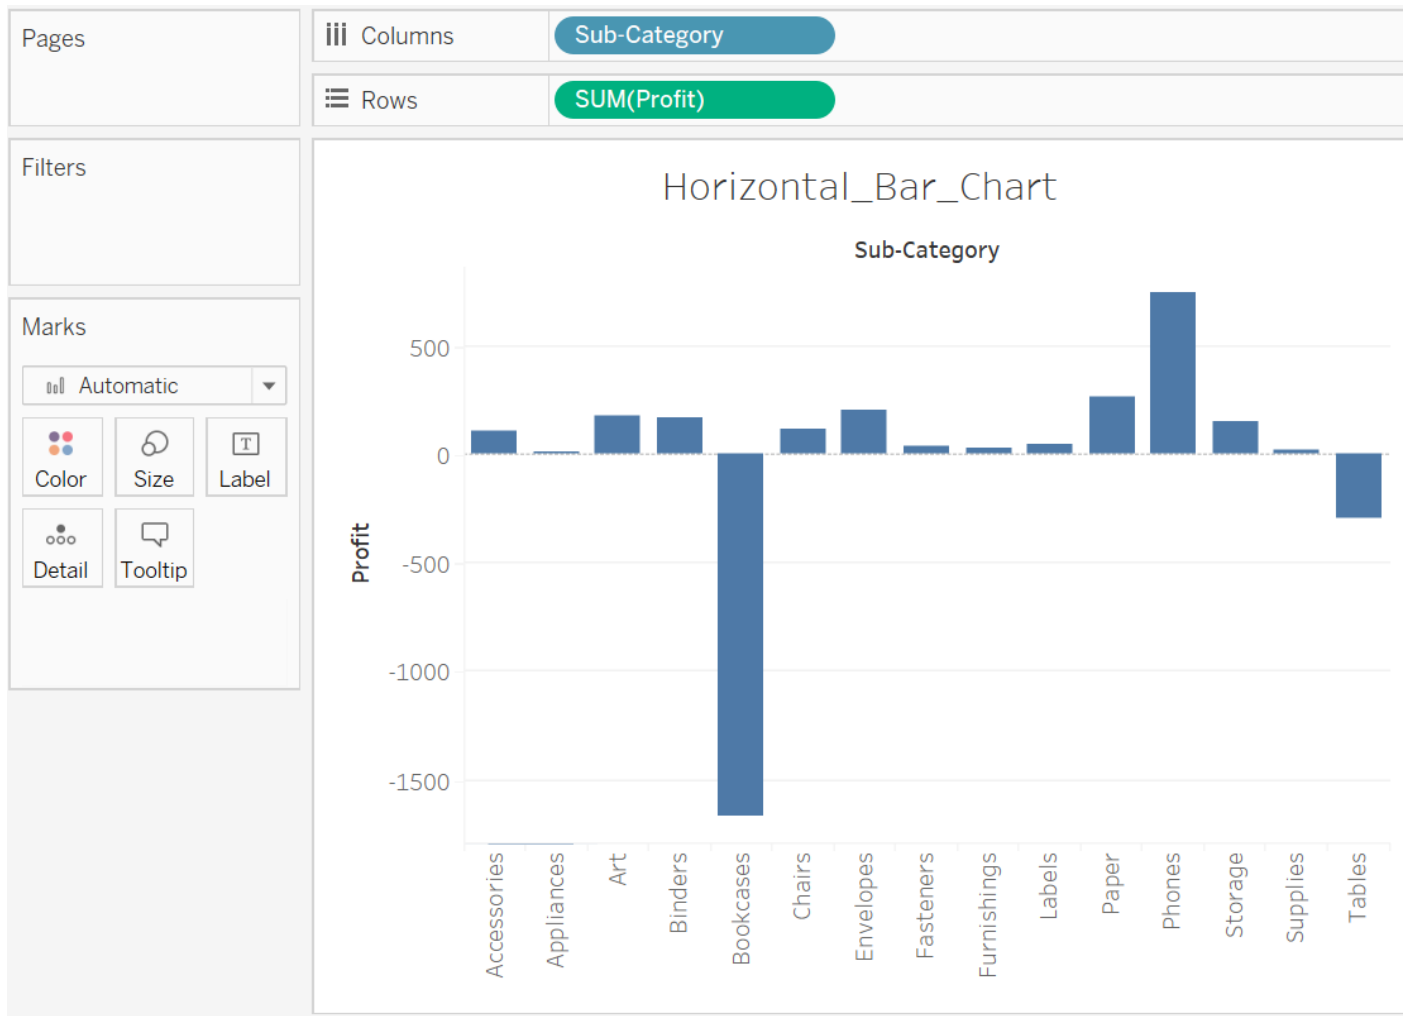 Pages
Columns
Sub-Category
Rows
SUM(Profit)
Filters
Horizontal_Bar_Chart
Sub-Category
Marks
Automatic
Color
Size
T
Label
Detail
Tooltip
Profit
500
0
-500
-1000
-1500
Accessories
Appliances
Art
Binders
Bookcases
Chairs
Envelopes
Fasteners
Furnishings
Labels
Paper
Phones
Storage
Supplies
Tables